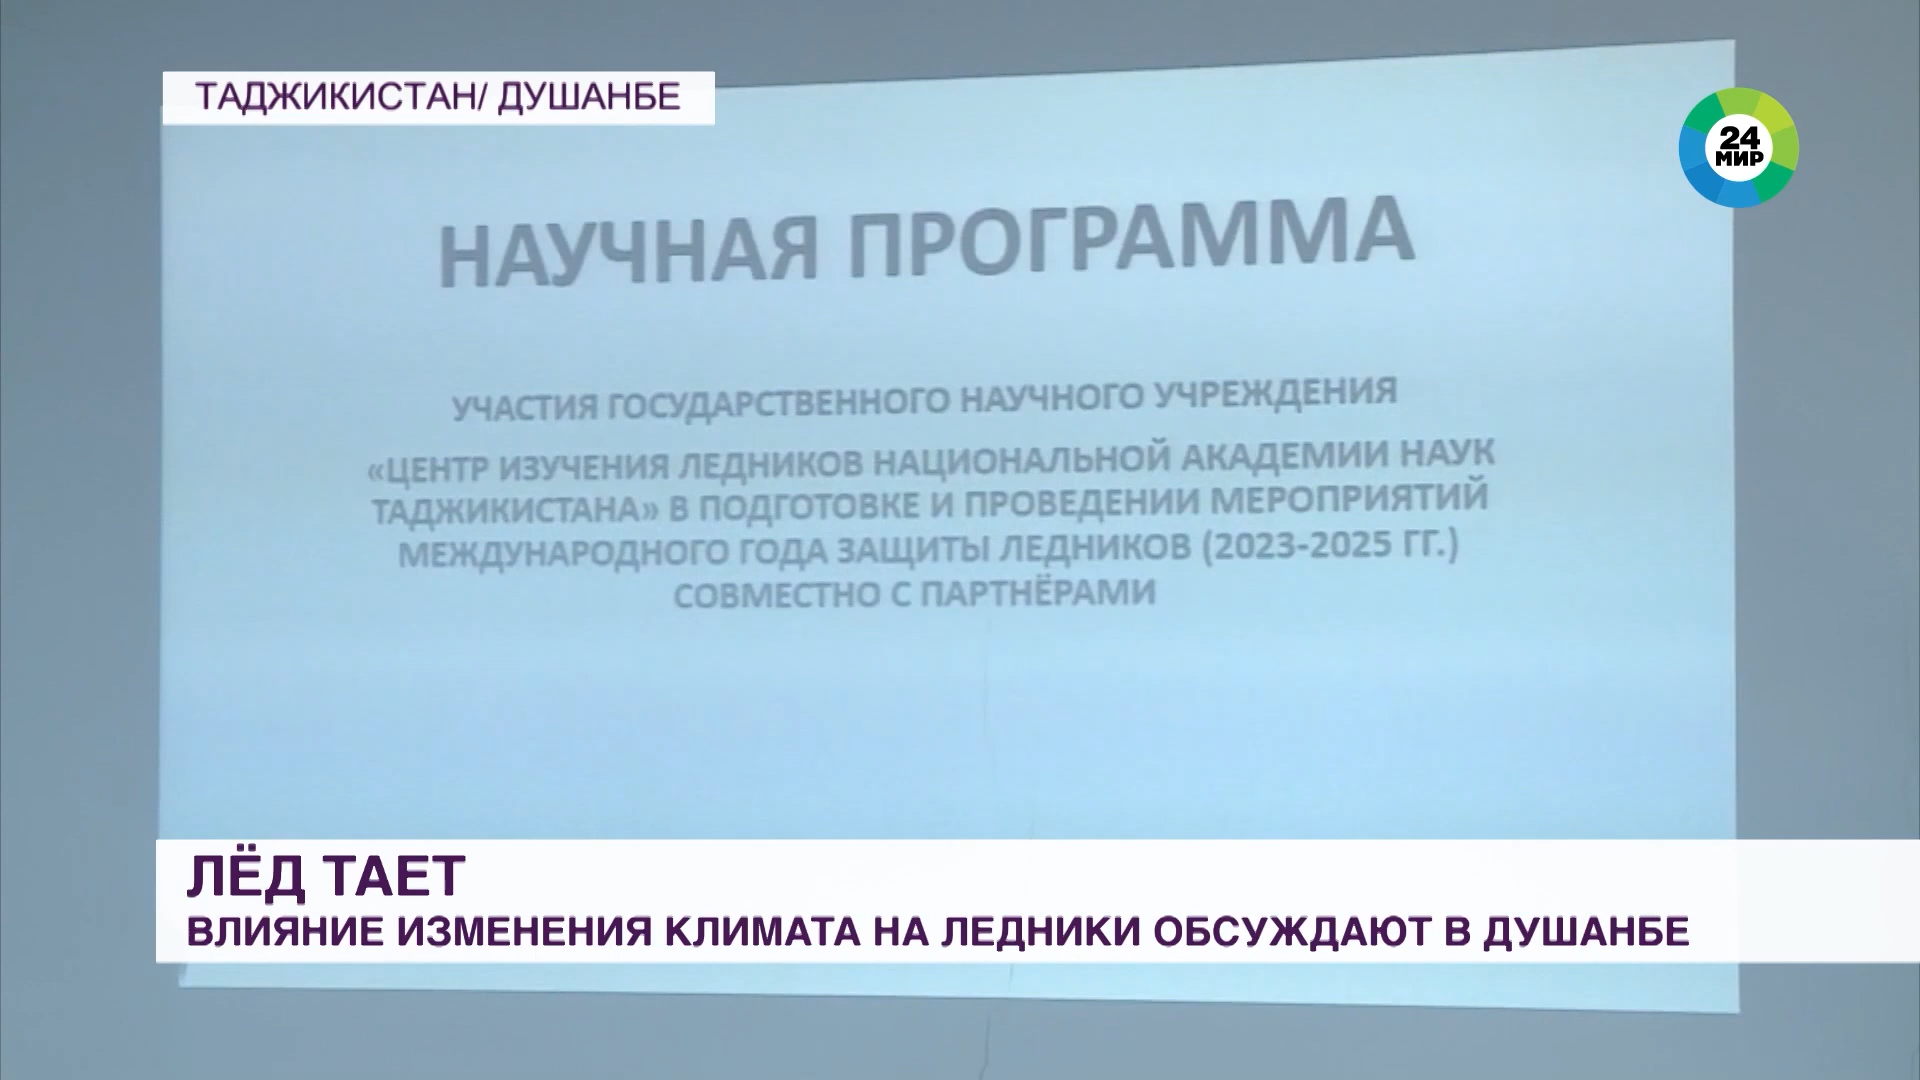 ТАДЖИКИСТАН/ ДУШАНБЕ
24
МИР
НАУЧНАЯ ПРОГРАММА
УЧАСТИЯ ГОСУДАРСТВЕННОГО НАУЧНОГО УЧРЕЖДЕНИЯ
«ЦЕНТР ИЗУЧЕНИЯ ЛЕДНИКОВ НАЦИОНАЛЬНОЙ АКАДЕМИИ НАУК
ТАДЖИКИСТАНА» В ПОДГОТОВКЕ И ПРОВЕДЕНИИ МЕРОПРИЯТИЙ
МЕЖДУНАРОДНОГО ГОДА ЗАЩИТЫ ЛЕДНИКОВ (2023-2025 ГГ.)
СОВМЕСТНО С ПАРТНЁРАМИ
ЛЁД ТАЕТ
ВЛИЯНИЕ ИЗМЕНЕНИЯ КЛИМАТА НА ЛЕДНИКИ ОБСУЖДАЮТ В ДУШАНБЕ